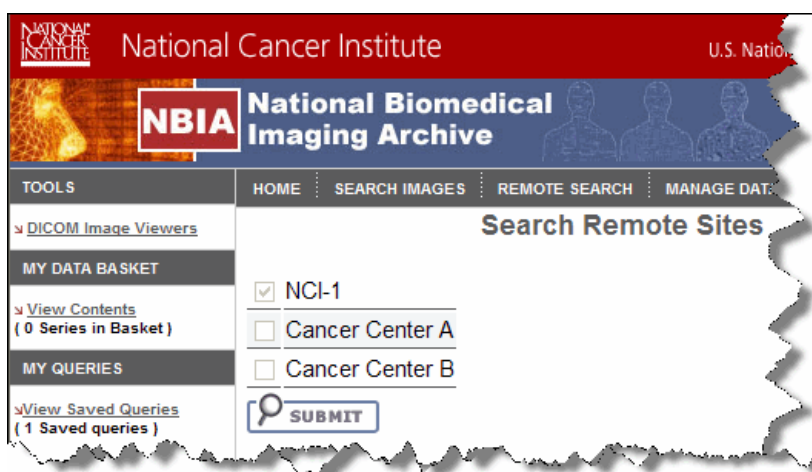 NATIONAL CANCER INSTITUTE
National Cancer Institute
U.S. Natio
NBIA
National Biomedical
Imaging Archive
TOOLS
HOME
SEARCH IMAGES
REMOTE SEARCH
MANAGE DAT
DICOM Image Viewers
Search Remote Sites
MY DATA BASKET
NCI-1
View Contents
( 0 Series in Basket )
Cancer Center A
MY QUERIES
Cancer Center B
View Saved Queries
( 1 Saved queries )
SUBMIT